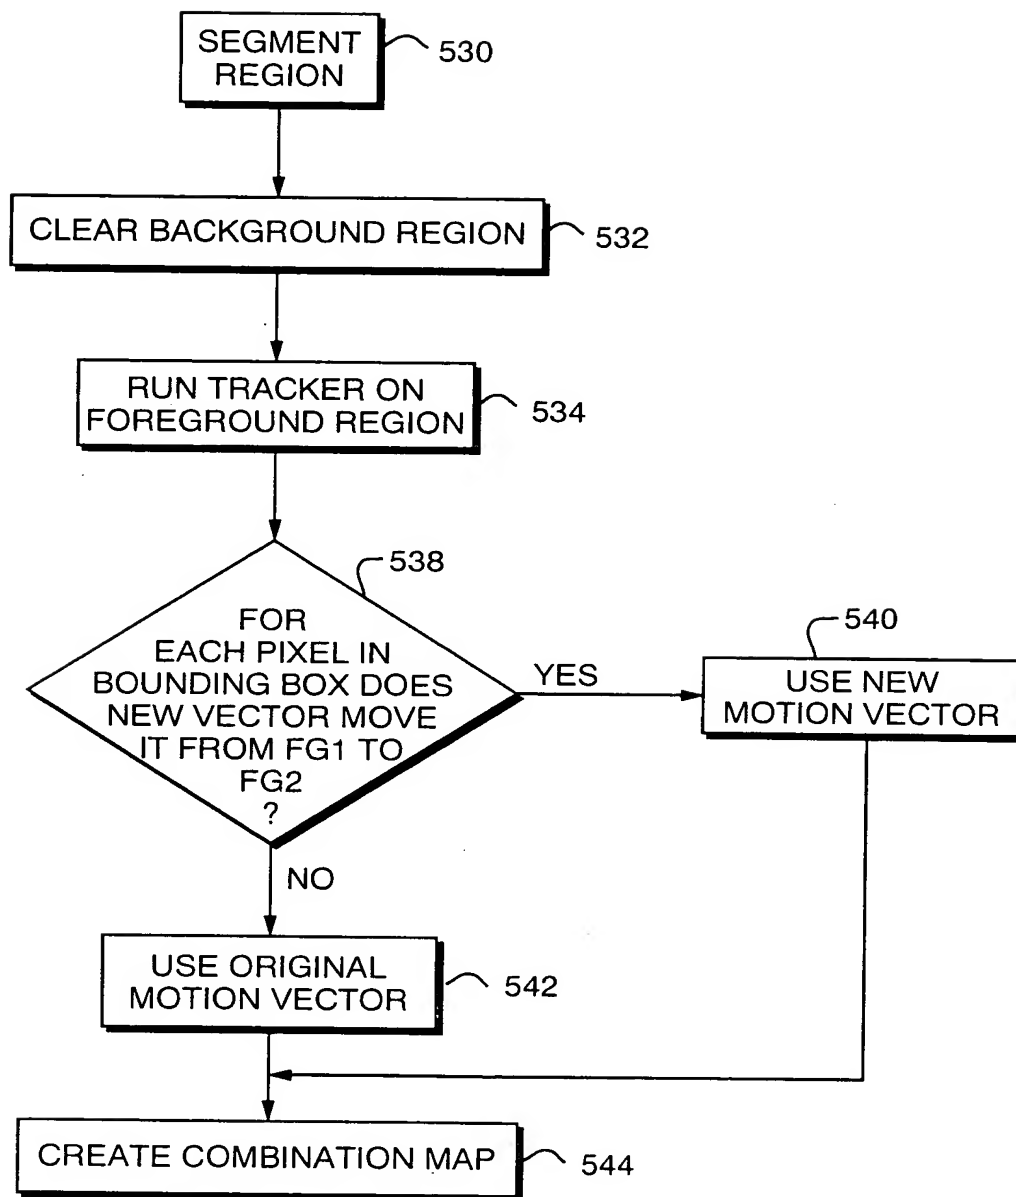 SEGMENT
REGION
530
CLEAR BACKGROUND REGION
532
RUN TRACKER ON
FOREGROUND REGION
534
538
FOR
EACH PIXEL IN
BOUNDING BOX DOES
NEW VECTOR MOVE
IT FROM FG1 TO
FG2
?
YES
540
USE NEW
MOTION VECTOR
NO
USE ORIGINAL
MOTION VECTOR
542
CREATE COMBINATION MAP
544